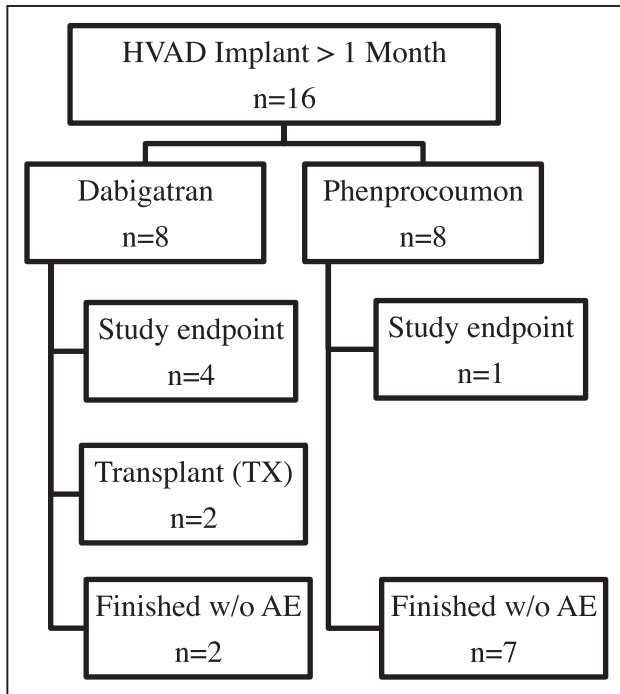 HVAD Implant > 1 Month
n=16
Dabigatran
n=8
Phenprocoumon
n=8
Study endpoint
n=4
Study endpoint
n=1
Transplant (TX)
n=2
Finished w/o AE
n=2
Finished w/o AE
n=7